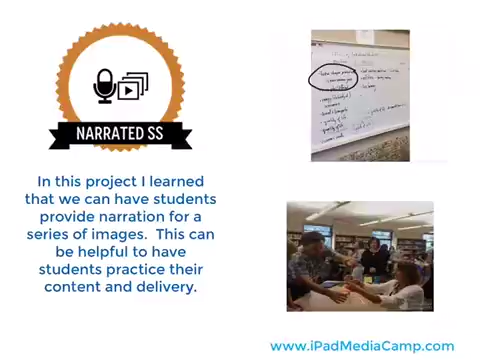 NARRATED SS
In this project I learned
that we can have students
provide narration for a
series of images.  This can
be helpful to have
students practice their
content and delivery.
www.iPadMediaCamp.com